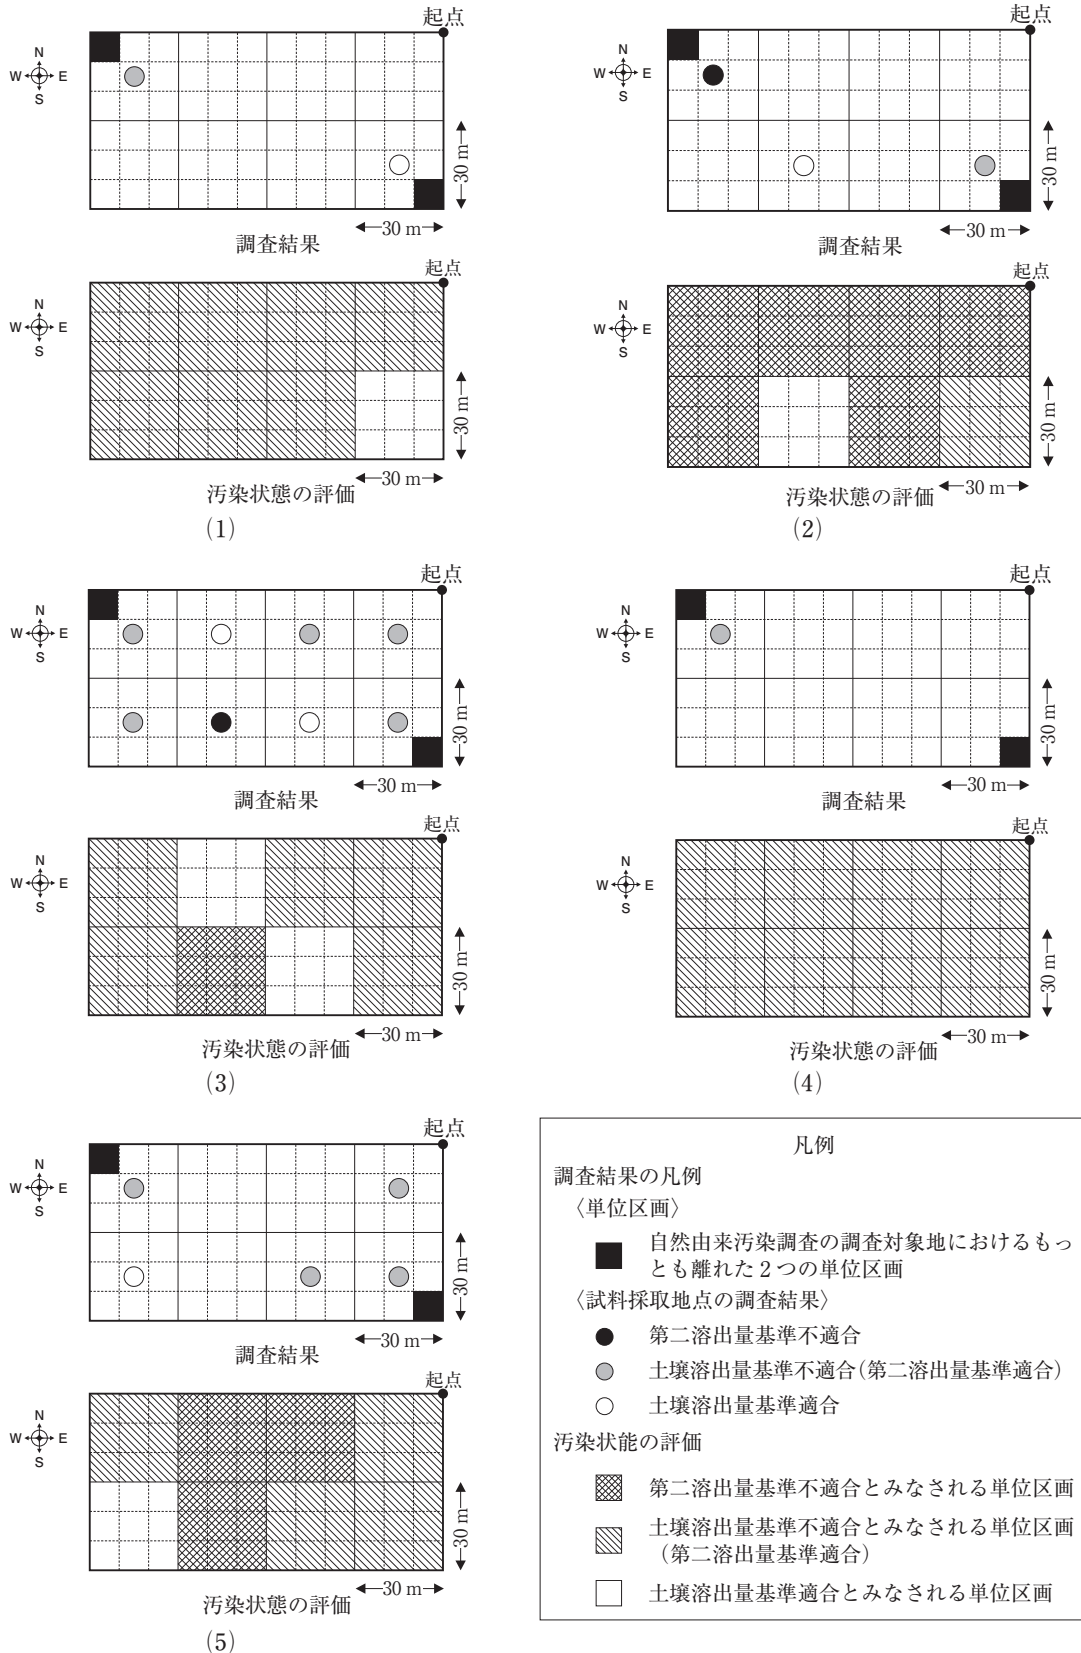 起点
N
W E
S
30 m
30 m
調査結果
起点
N
W E
S
30 m
30 m
汚染状態の評価
(1)
起点
N
W E
S
30 m
30 m
調査結果
起点
N
W E
S
30 m
30 m
汚染状態の評価
(2)
起点
N
W E
S
30 m
30 m
調査結果
起点
N
W E
S
30 m
30 m
汚染状態の評価
(3)
起点
N
W E
S
30 m
30 m
調査結果
起点
N
W E
S
30 m
30 m
汚染状態の評価
(4)
起点
N
W E
S
30 m
30 m
調査結果
起点
N
W E
S
30 m
30 m
汚染状態の評価
(5)
凡例
調査結果の凡例
〈単位区画〉
自然由来汚染調査の調査対象地におけるもっ
とも離れた2つの単位区画
〈試料採取地点の調査結果〉
第二溶出量基準不適合
土壌溶出量基準不適合(第二溶出量基準適合)
土壌溶出量基準適合
汚染状能の評価
第二溶出量基準不適合とみなされる単位区画
土壌溶出量基準不適合とみなされる単位区画
(第二溶出量基準適合)
土壌溶出量基準適合とみなされる単位区画